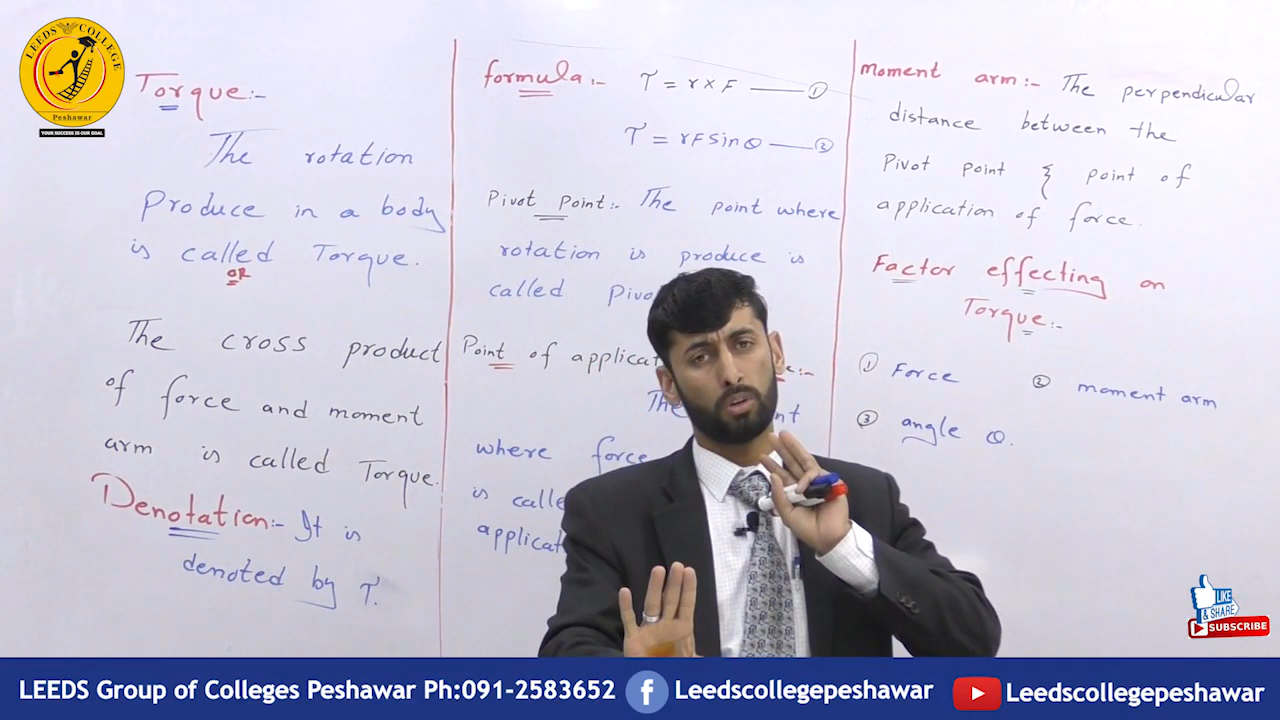 LEEDS COLLEGE
Peshawar
YOUR SUCCESS IS OUR GOAL
Torque:-
The rotation
Produce in a body
is called Torque.
OR
The cross product
of force and moment
arm is called Torque.
Denotation:- It is
denoted by τ.
formula:- τ = r × F —— ①
τ = rFSinθ —— ②
Pivot Point:- The point where
rotation is produce is
called
Point of
The
where force
is
moment arm:- The perpendicular
distance between the
Pivot point & point of
application of force.
Factor effecting on
Torque:-
① Force ② moment arm
③ angle θ.
LIKE
& SHARE
SUBSCRIBE
LEEDS Group of Colleges Peshawar Ph:091-2583652 f Leedscollegepeshawar Leedscollegepeshawar